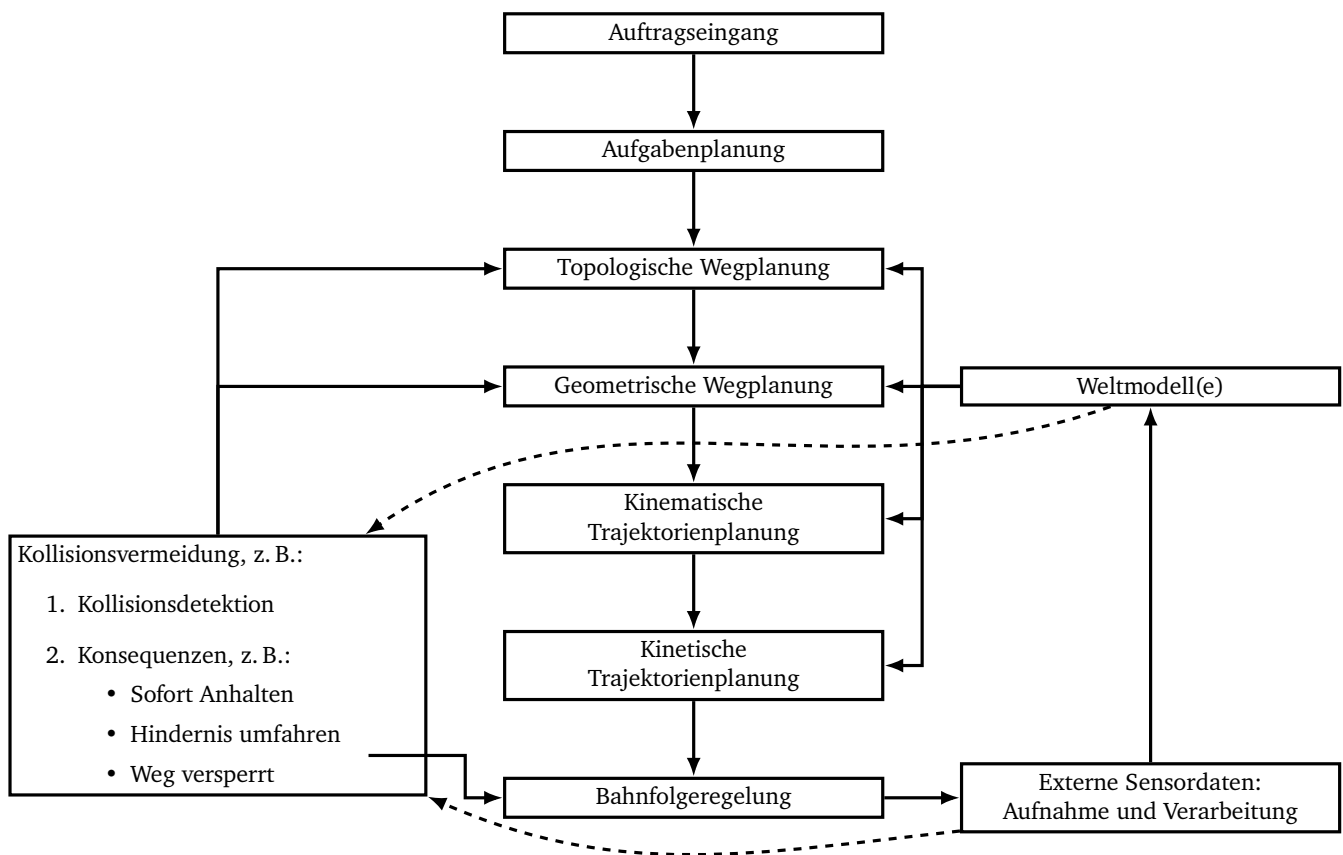 Auftragseingang
Aufgabenplanung
Topologische Wegplanung
Geometrische Wegplanung
Weltmodell(e)
Kinematische
Trajektorienplanung
Kollisionsvermeidung, z. B.:
1. Kollisionsdetektion
2. Konsequenzen, z. B.:
• Sofort Anhalten
• Hindernis umfahren
• Weg versperrt
Kinetische
Trajektorienplanung
Bahnfolgeregelung
Externe Sensordaten:
Aufnahme und Verarbeitung